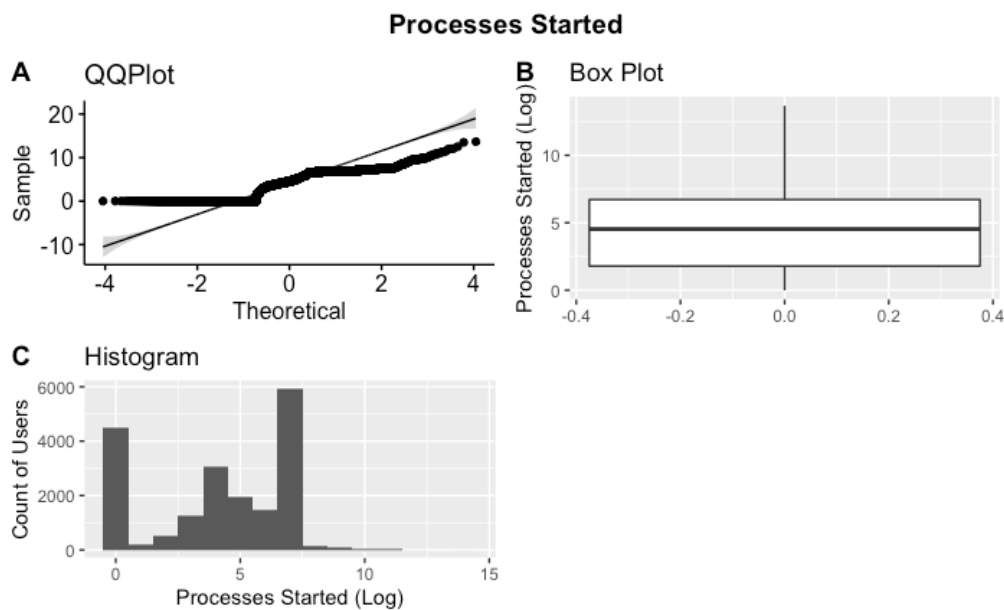 Processes Started
A QQPlot
20
10
0
-10
Sample
-4 -2 0 2 4
Theoretical
B Box Plot
10
5
0
Processes Started (Log)
-0.4 -0.2 0.0 0.2 0.4
C Histogram
6000
4000
2000
0
Count of Users
0 5 10 15
Processes Started (Log)